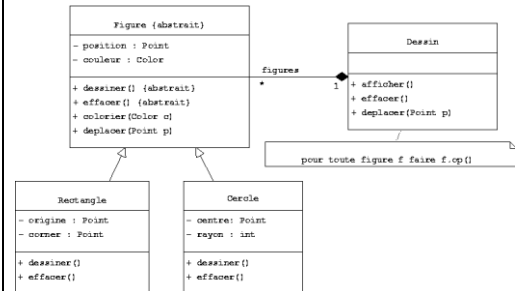 Figure {abstrait}
- position : Point
- couleur : Color
+ dessiner() {abstrait}
+ effacer() {abstrait}
+ colorier(Color c)
+ deplacer(Point p)
figures
*
1
Dessin
+ afficher()
+ effacer()
+ deplacer(Point p)
pour toute figure f faire f.op()
Rectangle
- origine : Point
- corner : Point
+ dessiner()
+ effacer()
Cercle
- centre: Point
- rayon : int
+ dessiner()
+ effacer()